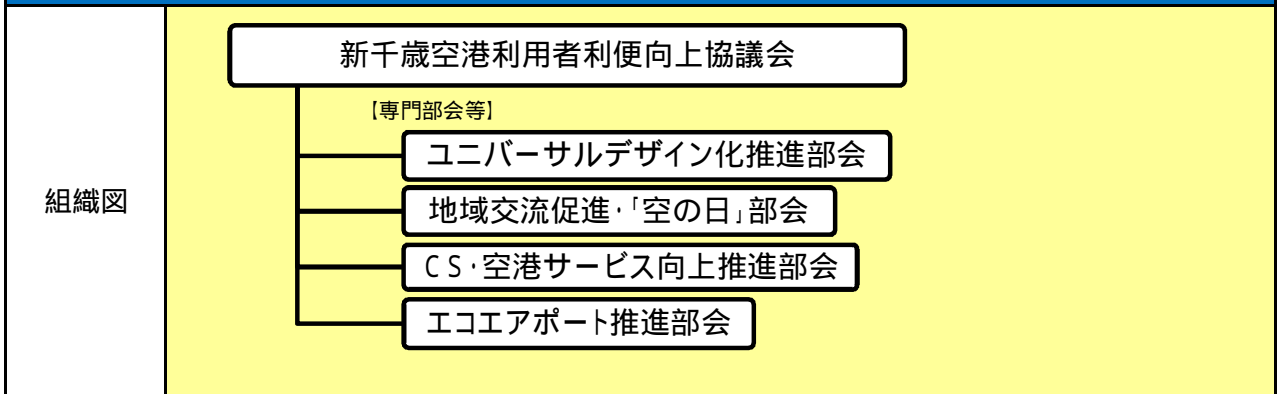 組織図
新千歳空港利用者利便向上協議会
【専門部会等】
ユニバーサルデザイン化推進部会
地域交流促進・「空の日」部会
CS・空港サービス向上推進部会
エコエアポート推進部会